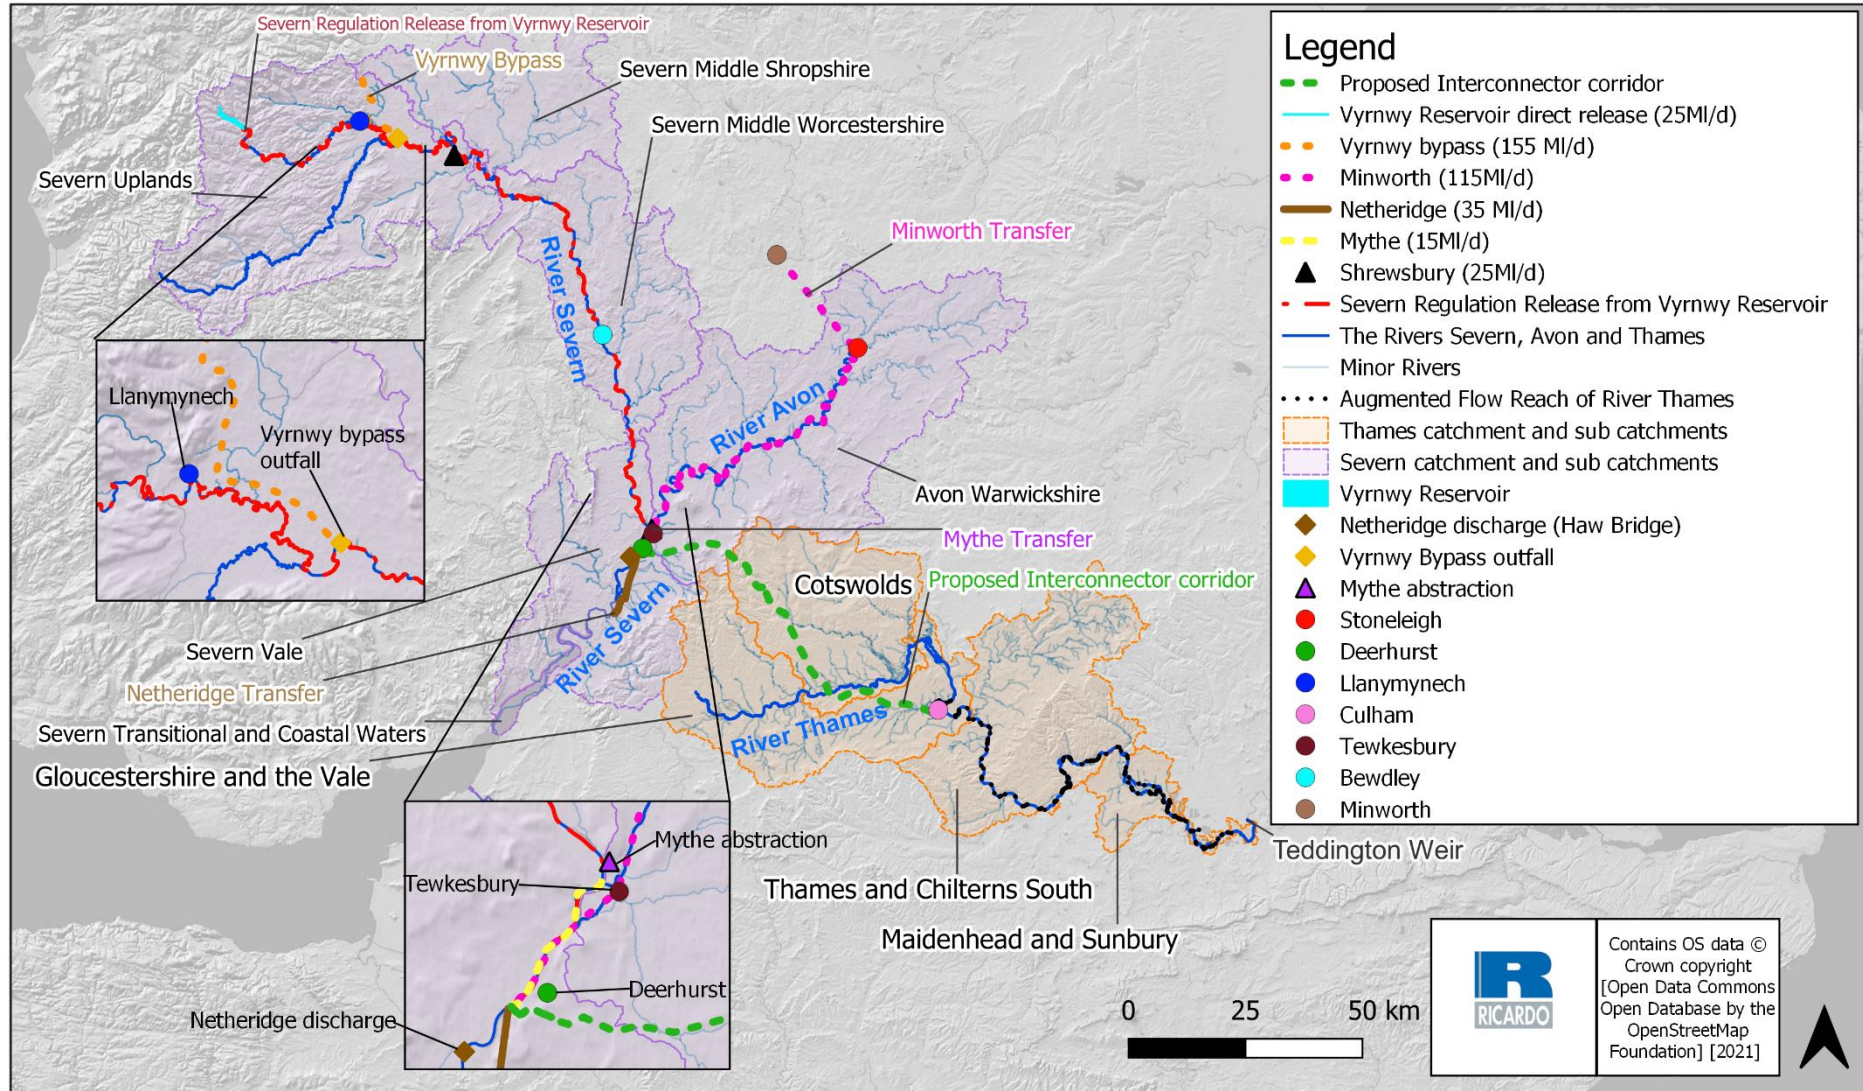 Severn Regulation Release from Vyrnwy Reservoir
Vyrnwy Bypass
Severn Middle Shropshire
Severn Middle Worcestershire
Severn Uplands
River Severn
Minworth Transfer
River Avon
Avon Warwickshire
Mythe Transfer
Cotswolds
Proposed Interconnector corridor
River Severn
Severn Vale
Netheridge Transfer
Severn Transitional and Coastal Waters
Gloucestershire and the Vale
River Thames
Thames and Chilterns South
Maidenhead and Sunbury
Teddington Weir
Llanymynech
Vyrnwy bypass
outfall
Mythe abstraction
Tewkesbury
Deerhurst
Netheridge discharge
Legend
Proposed Interconnector corridor
Vyrnwy Reservoir direct release (25Ml/d)
Vyrnwy bypass (155 Ml/d)
Minworth (115Ml/d)
Netheridge (35 Ml/d)
Mythe (15Ml/d)
Shrewsbury (25Ml/d)
Severn Regulation Release from Vyrnwy Reservoir
The Rivers Severn, Avon and Thames
Minor Rivers
Augmented Flow Reach of River Thames
Thames catchment and sub catchments
Severn catchment and sub catchments
Vyrnwy Reservoir
Netheridge discharge (Haw Bridge)
Vyrnwy Bypass outfall
Mythe abstraction
Stoneleigh
Deerhurst
Llanymynech
Culham
Tewkesbury
Bewdley
Minworth
0 25 50 km
R
RICARDO
Contains OS data ©
Crown copyright
[Open Data Commons
Open Database by the
OpenStreetMap
Foundation] [2021]